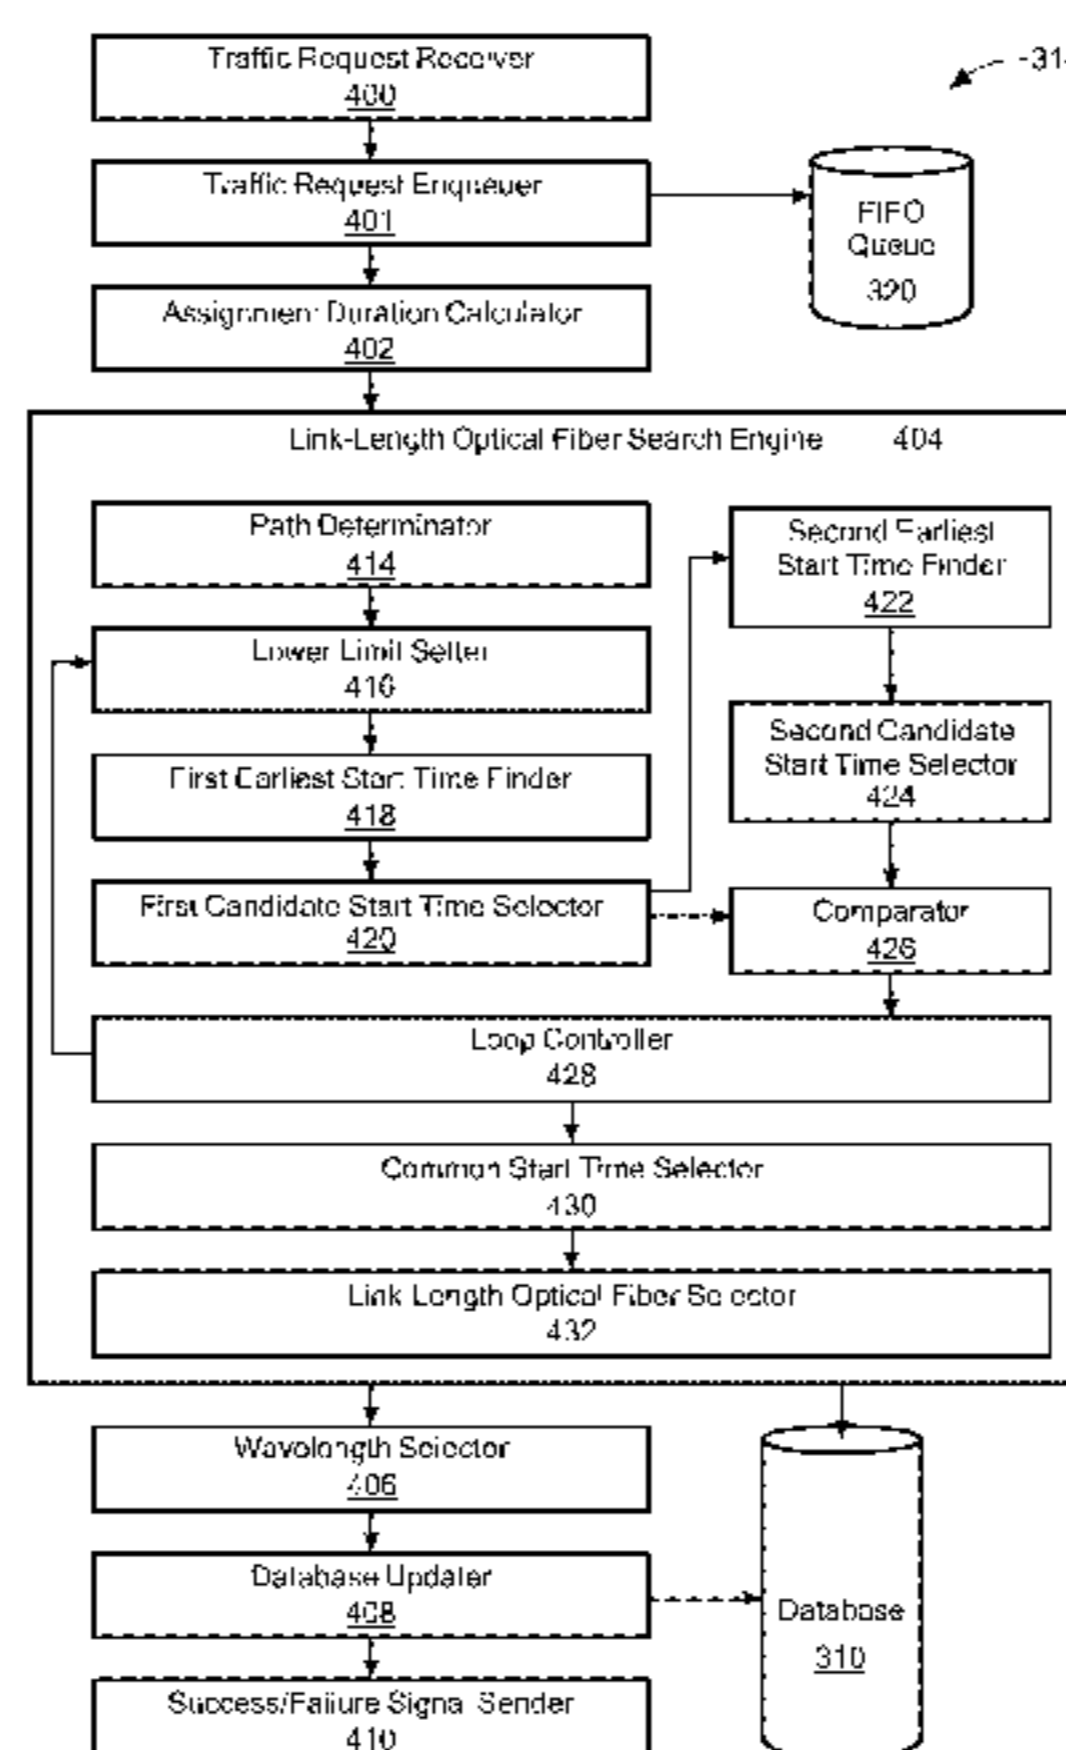 Traffic Request Receiver
400
Traffic Request Enqueuer
401
FIFO
Queue
320
Assignment Duration Calculator
402
Link-Length Optical Fiber Search Engine 404
Path Determinator
414
Lower Limit Setter
416
First Earliest Start Time Finder
418
First Candidate Start Time Selector
420
Second Earliest
Start Time Finder
422
Second Candidate
Start Time Selector
424
Comparator
426
Loop Controller
428
Common Start Time Selector
430
Link Length Optical Fiber Selector
432
Wavelength Selector
406
Database Updater
408
Database
310
Success/Failure Signal Sender
410